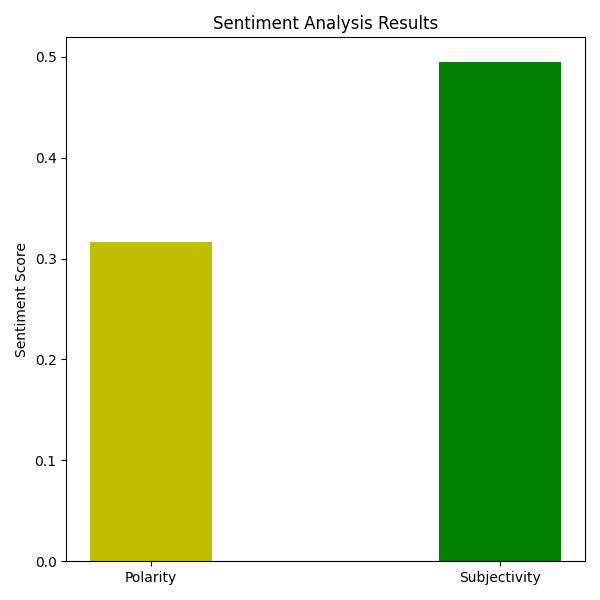 Sentiment Analysis Results
Sentiment Score
0.5
0.4
0.3
0.2
0.1
0.0
Polarity
Subjectivity